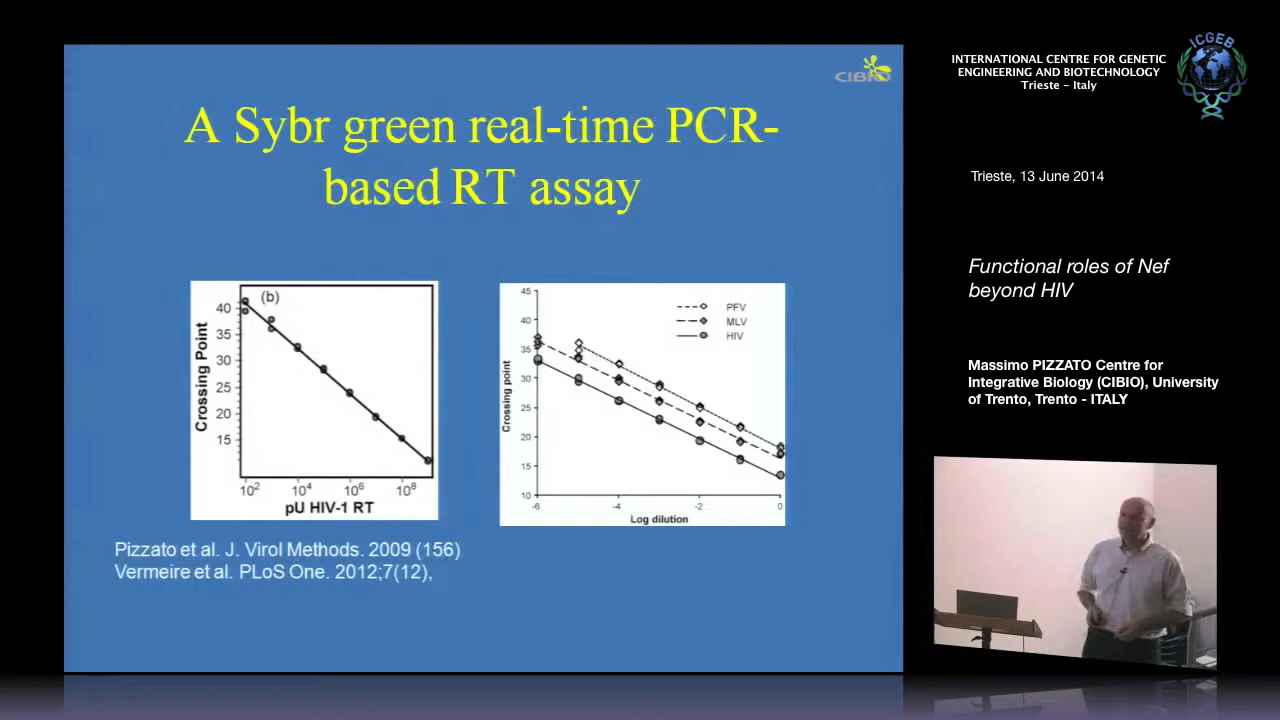 CIBIO
A Sybr green real-time PCR-
based RT assay
(b)
Crossing Point
40
35
30
25
20
15
10²
10⁴
10⁶
10⁸
pU HIV-1 RT
45
40
35
30
25
20
15
10
Crossing point
PFV
MLV
HIV
-6
-4
-2
0
Log dilution
Pizzato et al. J. Virol Methods. 2009 (156)
Vermeire et al. PLoS One. 2012;7(12),
INTERNATIONAL CENTRE FOR GENETIC
ENGINEERING AND BIOTECHNOLOGY
Trieste – Italy
ICGEB
Trieste, 13 June 2014
Functional roles of Nef
beyond HIV
Massimo PIZZATO Centre for
Integrative Biology (CIBIO), University
of Trento, Trento - ITALY